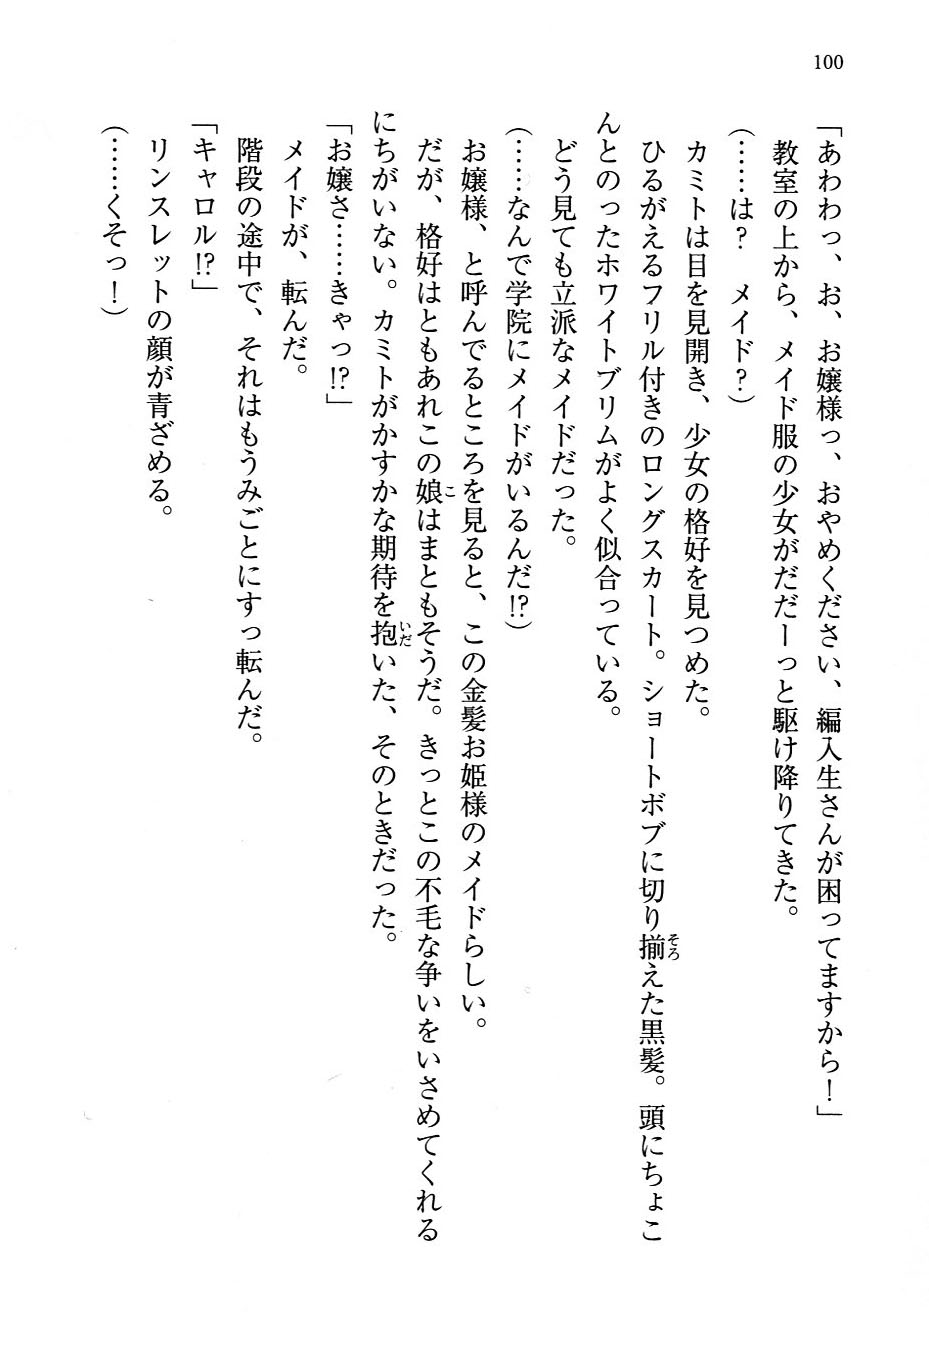 100
「あわわっ、お、お嬢様っ、おやめください、編入生さんが困ってますから！」
教室の上から、メイド服の少女がだだーっと駆け降りてきた。
（……は？　メイド？）
カミトは目を見開き、少女の格好を見つめた。
ひるがえるフリル付きのロングスカート。ショートボブに切り揃えた黒髪。頭にちょこ
んとのったホワイトブリムがよく似合っている。
どう見ても立派なメイドだった。
（……なんで学院にメイドがいるんだ!?）
お嬢様、と呼んでるところを見ると、この金髪お姫様のメイドらしい。
だが、格好はともあれこの娘はまともそうだ。きっとこの不毛な争いをいさめてくれる
にちがいない。カミトがかすかな期待を抱いた、そのときだった。
「お嬢さ……きゃっ!?」
メイドが、転んだ。
階段の途中で、それはもうみごとにすっ転んだ。
「キャロル!?」
リンスレットの顔が青ざめる。
（……くそっ！）